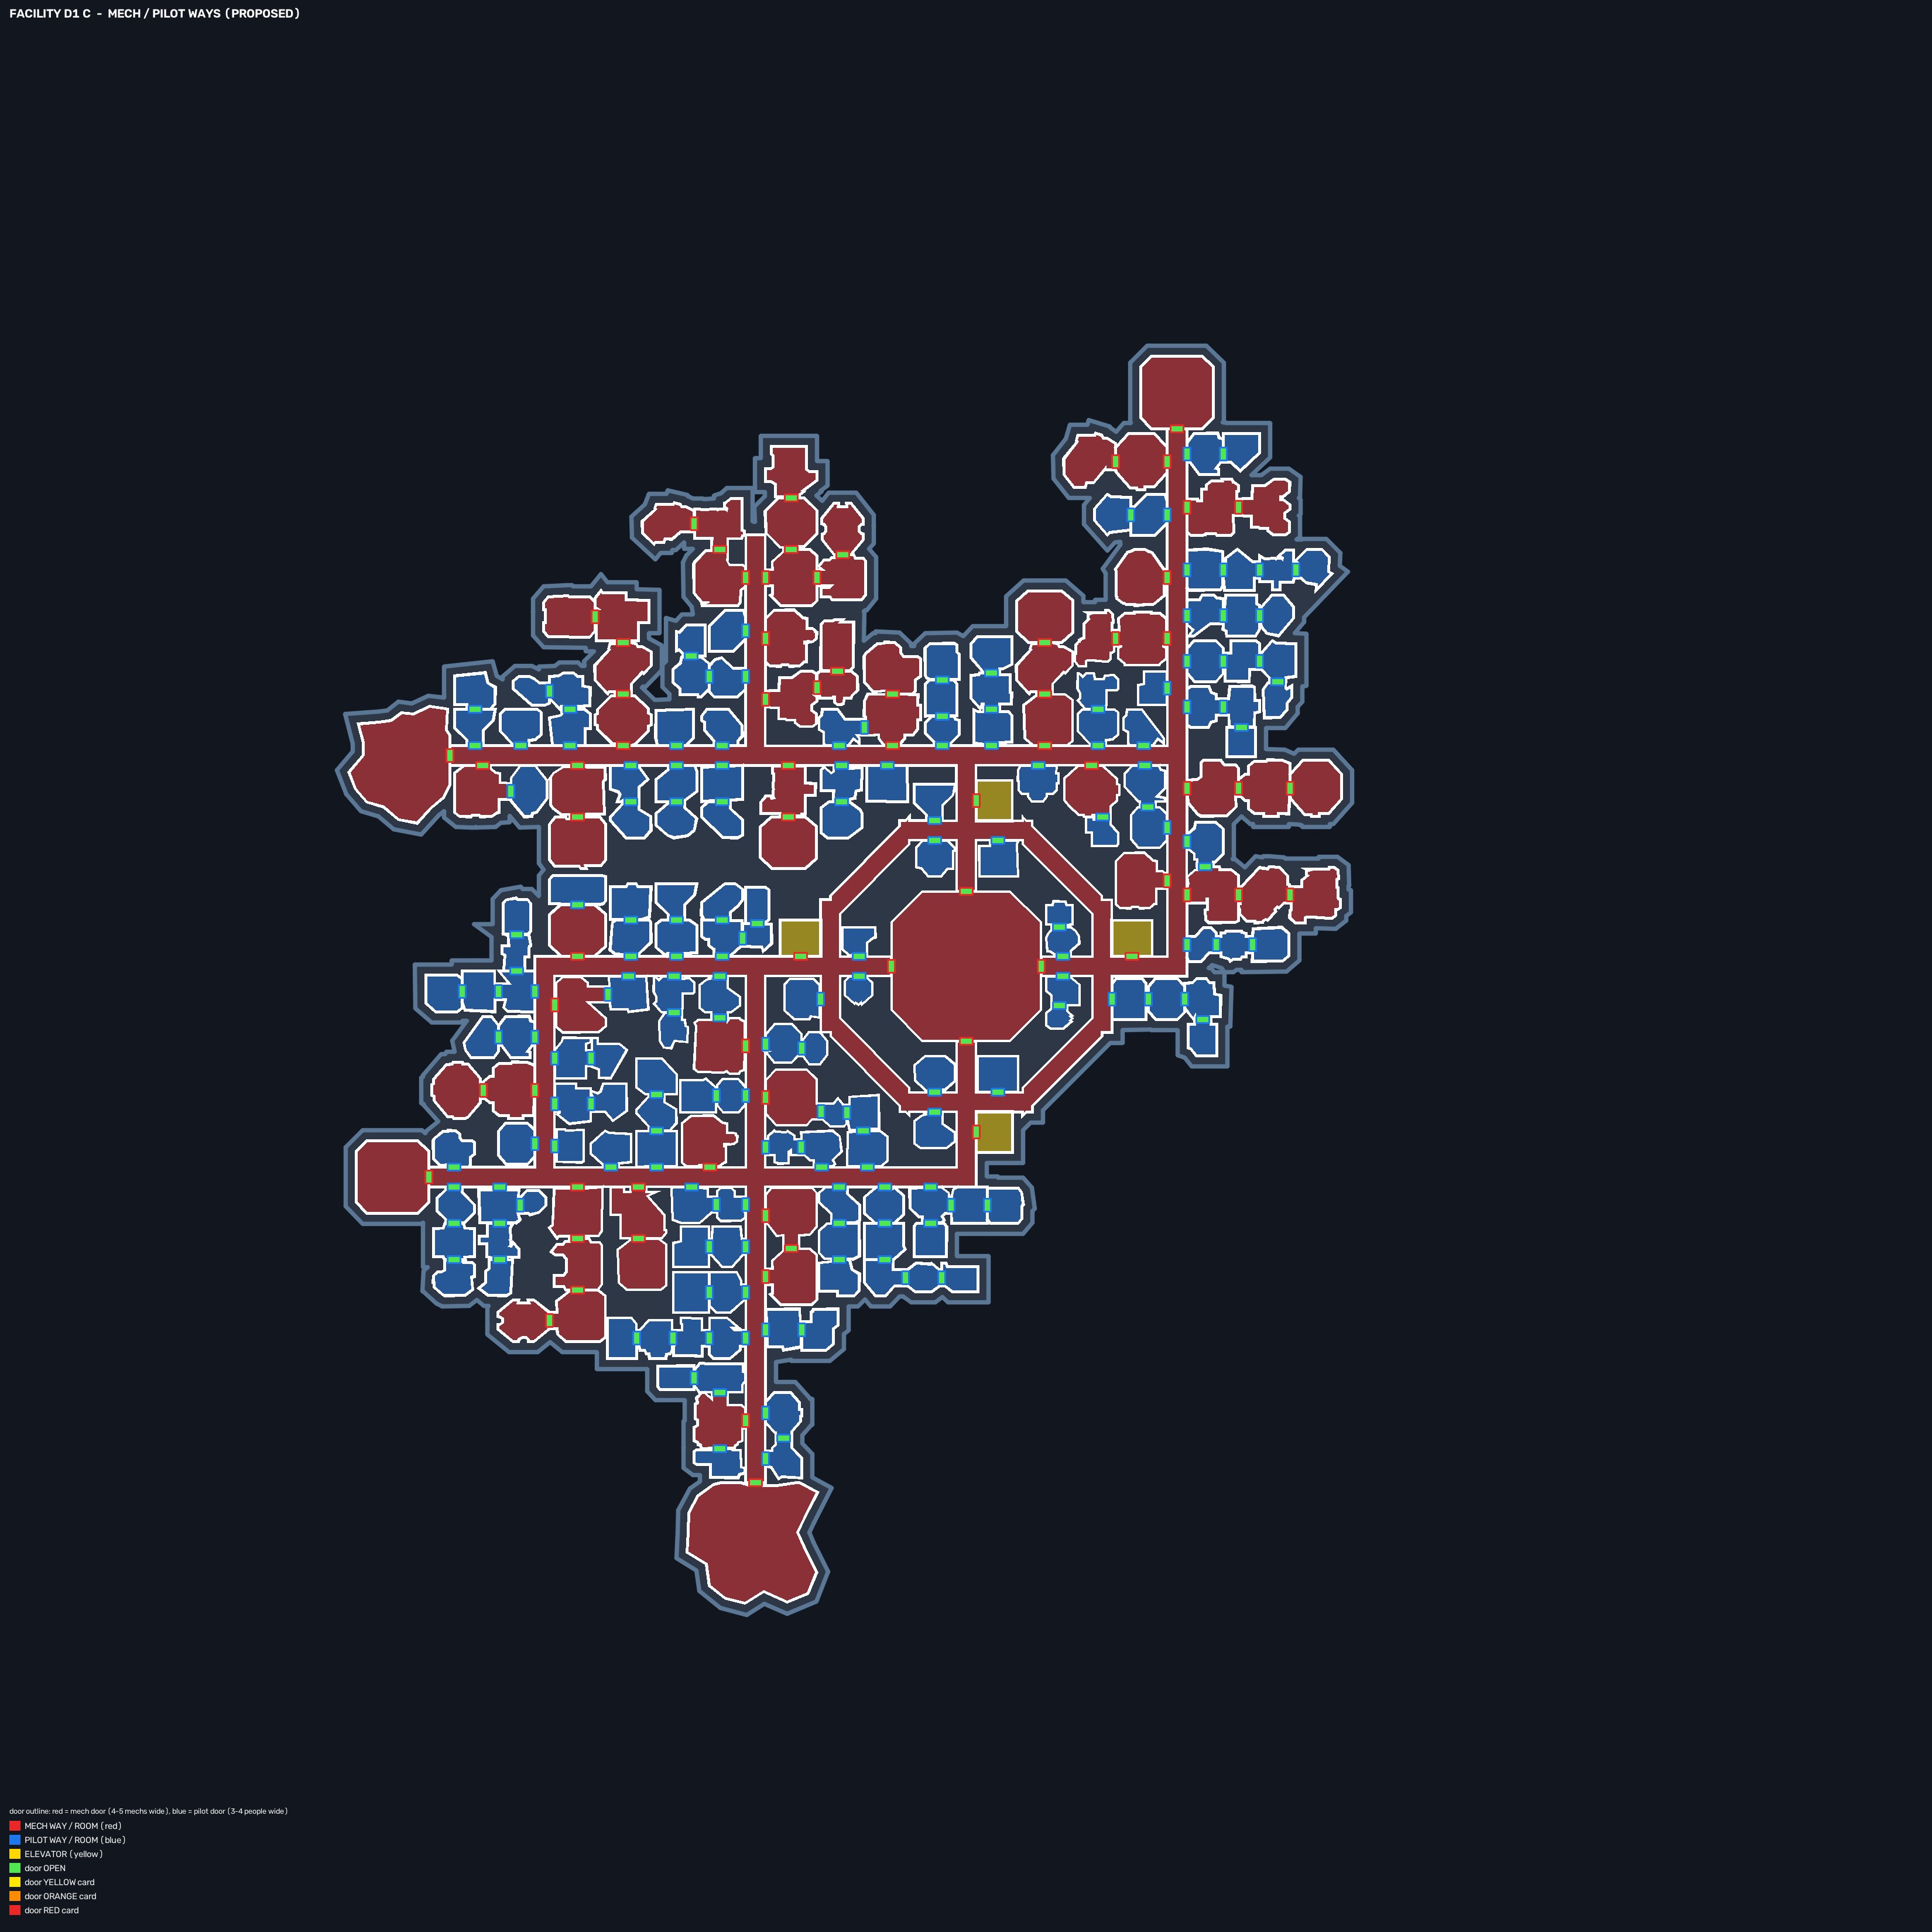 FACILITY D1 C - MECH / PILOT WAYS (PROPOSED)
door outline: red = mech door (4-5 mechs wide), blue = pilot door (3-4 people wide)
MECH WAY / ROOM (red)
PILOT WAY / ROOM (blue)
ELEVATOR (yellow)
door OPEN
door YELLOW card
door ORANGE card
door RED card